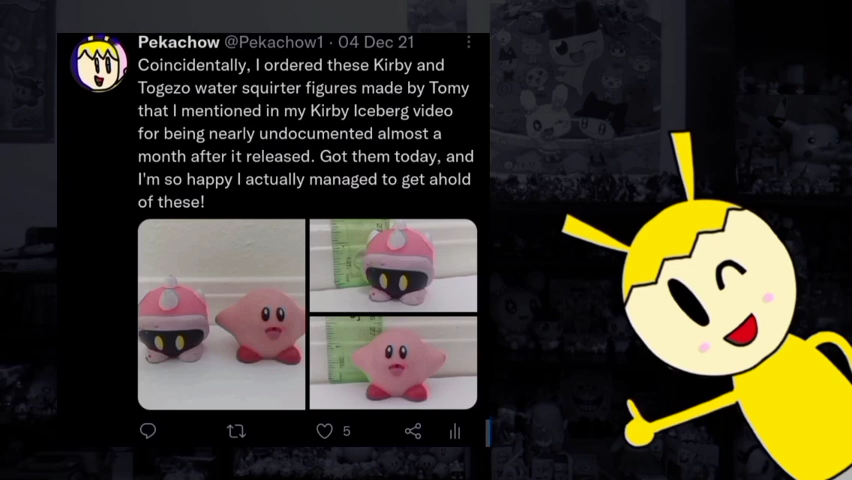 Pekachow @Pekachow1 · 04 Dec 21
Coincidentally, I ordered these Kirby and
Togezo water squirter figures made by Tomy
that I mentioned in my Kirby Iceberg video
for being nearly undocumented almost a
month after it released. Got them today, and
I'm so happy I actually managed to get ahold
of these!
5